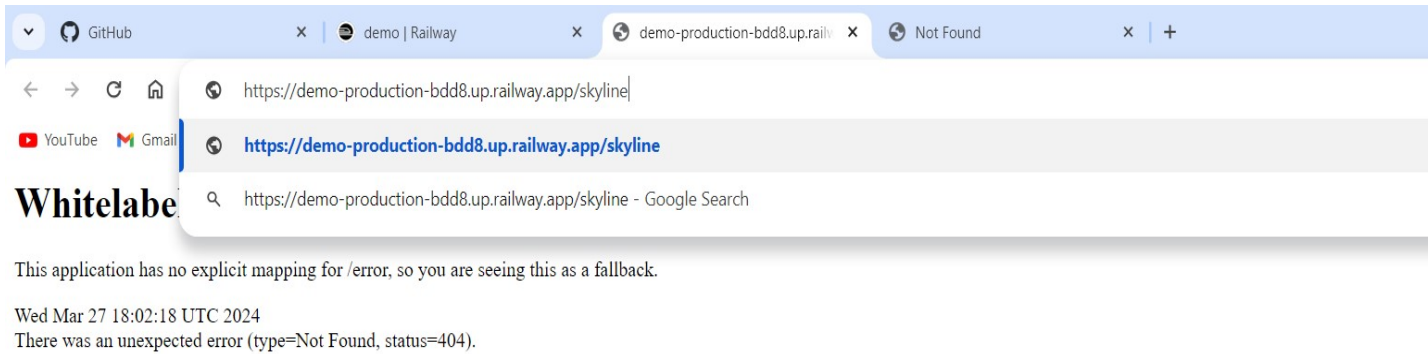 GitHub
demo | Railway
demo-production-bdd8.up.railw
Not Found
https://demo-production-bdd8.up.railway.app/skyline
YouTube
Gmail
https://demo-production-bdd8.up.railway.app/skyline
https://demo-production-bdd8.up.railway.app/skyline - Google Search
Whitelabe
This application has no explicit mapping for /error, so you are seeing this as a fallback.
Wed Mar 27 18:02:18 UTC 2024
There was an unexpected error (type=Not Found, status=404).